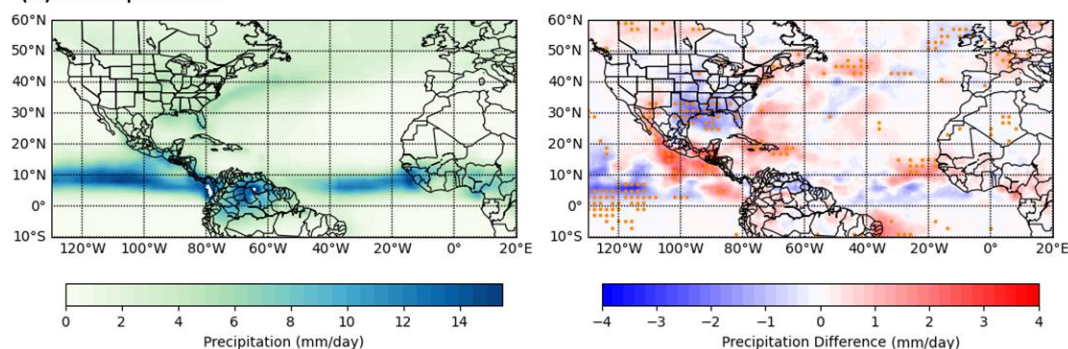 60°N
50°N
40°N
30°N
20°N
10°N
0°
10°S
120°W 100°W 80°W 60°W 40°W 20°W 0° 20°E
0 2 4 6 8 10 12 14
Precipitation (mm/day)
60°N
50°N
40°N
30°N
20°N
10°N
0°
10°S
120°W 100°W 80°W 60°W 40°W 20°W 0° 20°E
−4 −3 −2 −1 0 1 2 3 4
Precipitation Difference (mm/day)